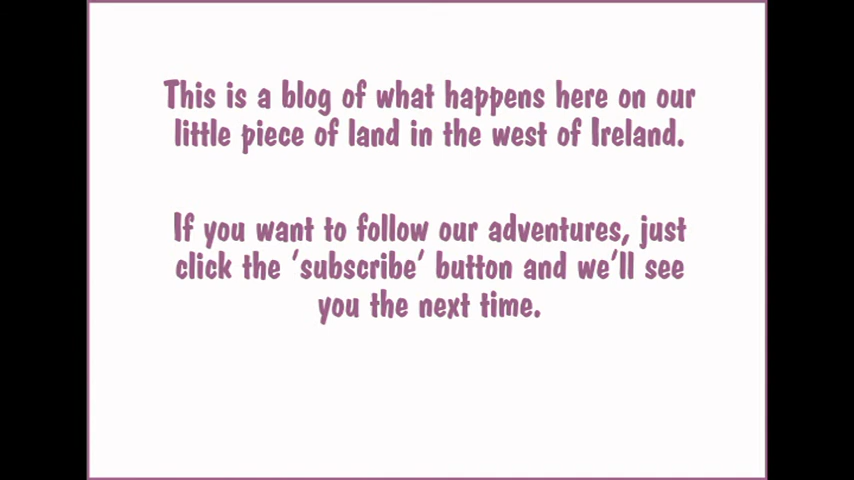 This is a blog of what happens here on our
little piece of land in the west of Ireland.
If you want to follow our adventures, just
click the ‘subscribe’ button and we’ll see
you the next time.